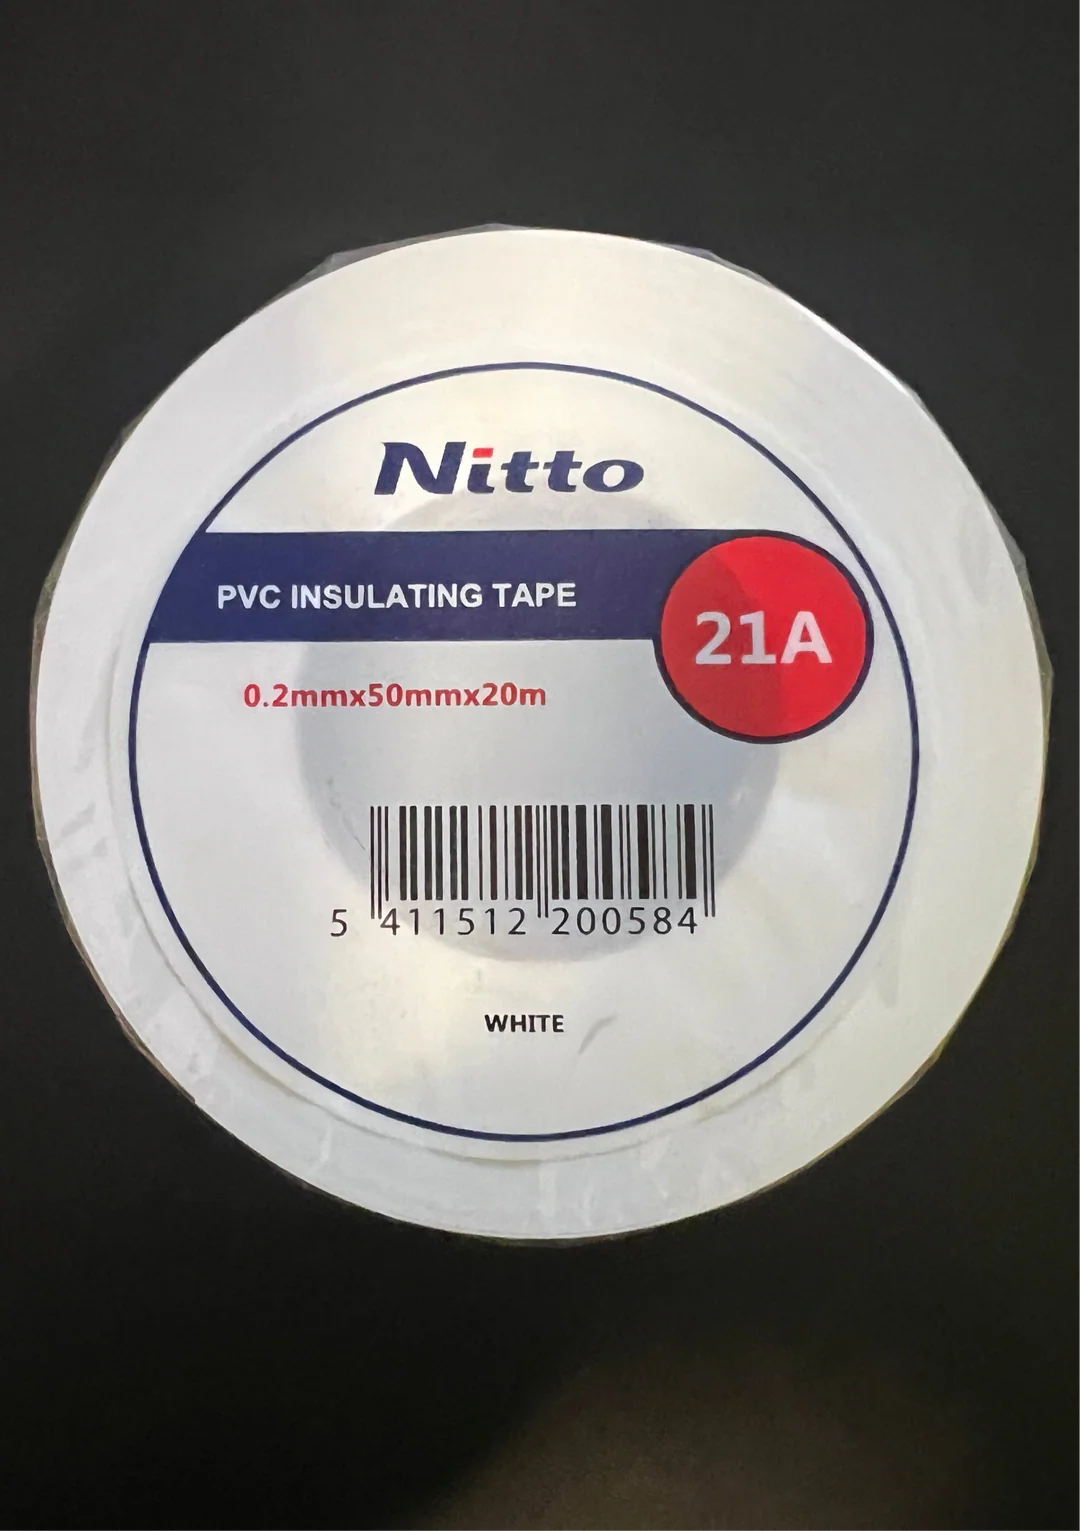 Nitto
PVC INSULATING TAPE
21A
0.2mmx50mmx20m
5 411512 200584
WHITE